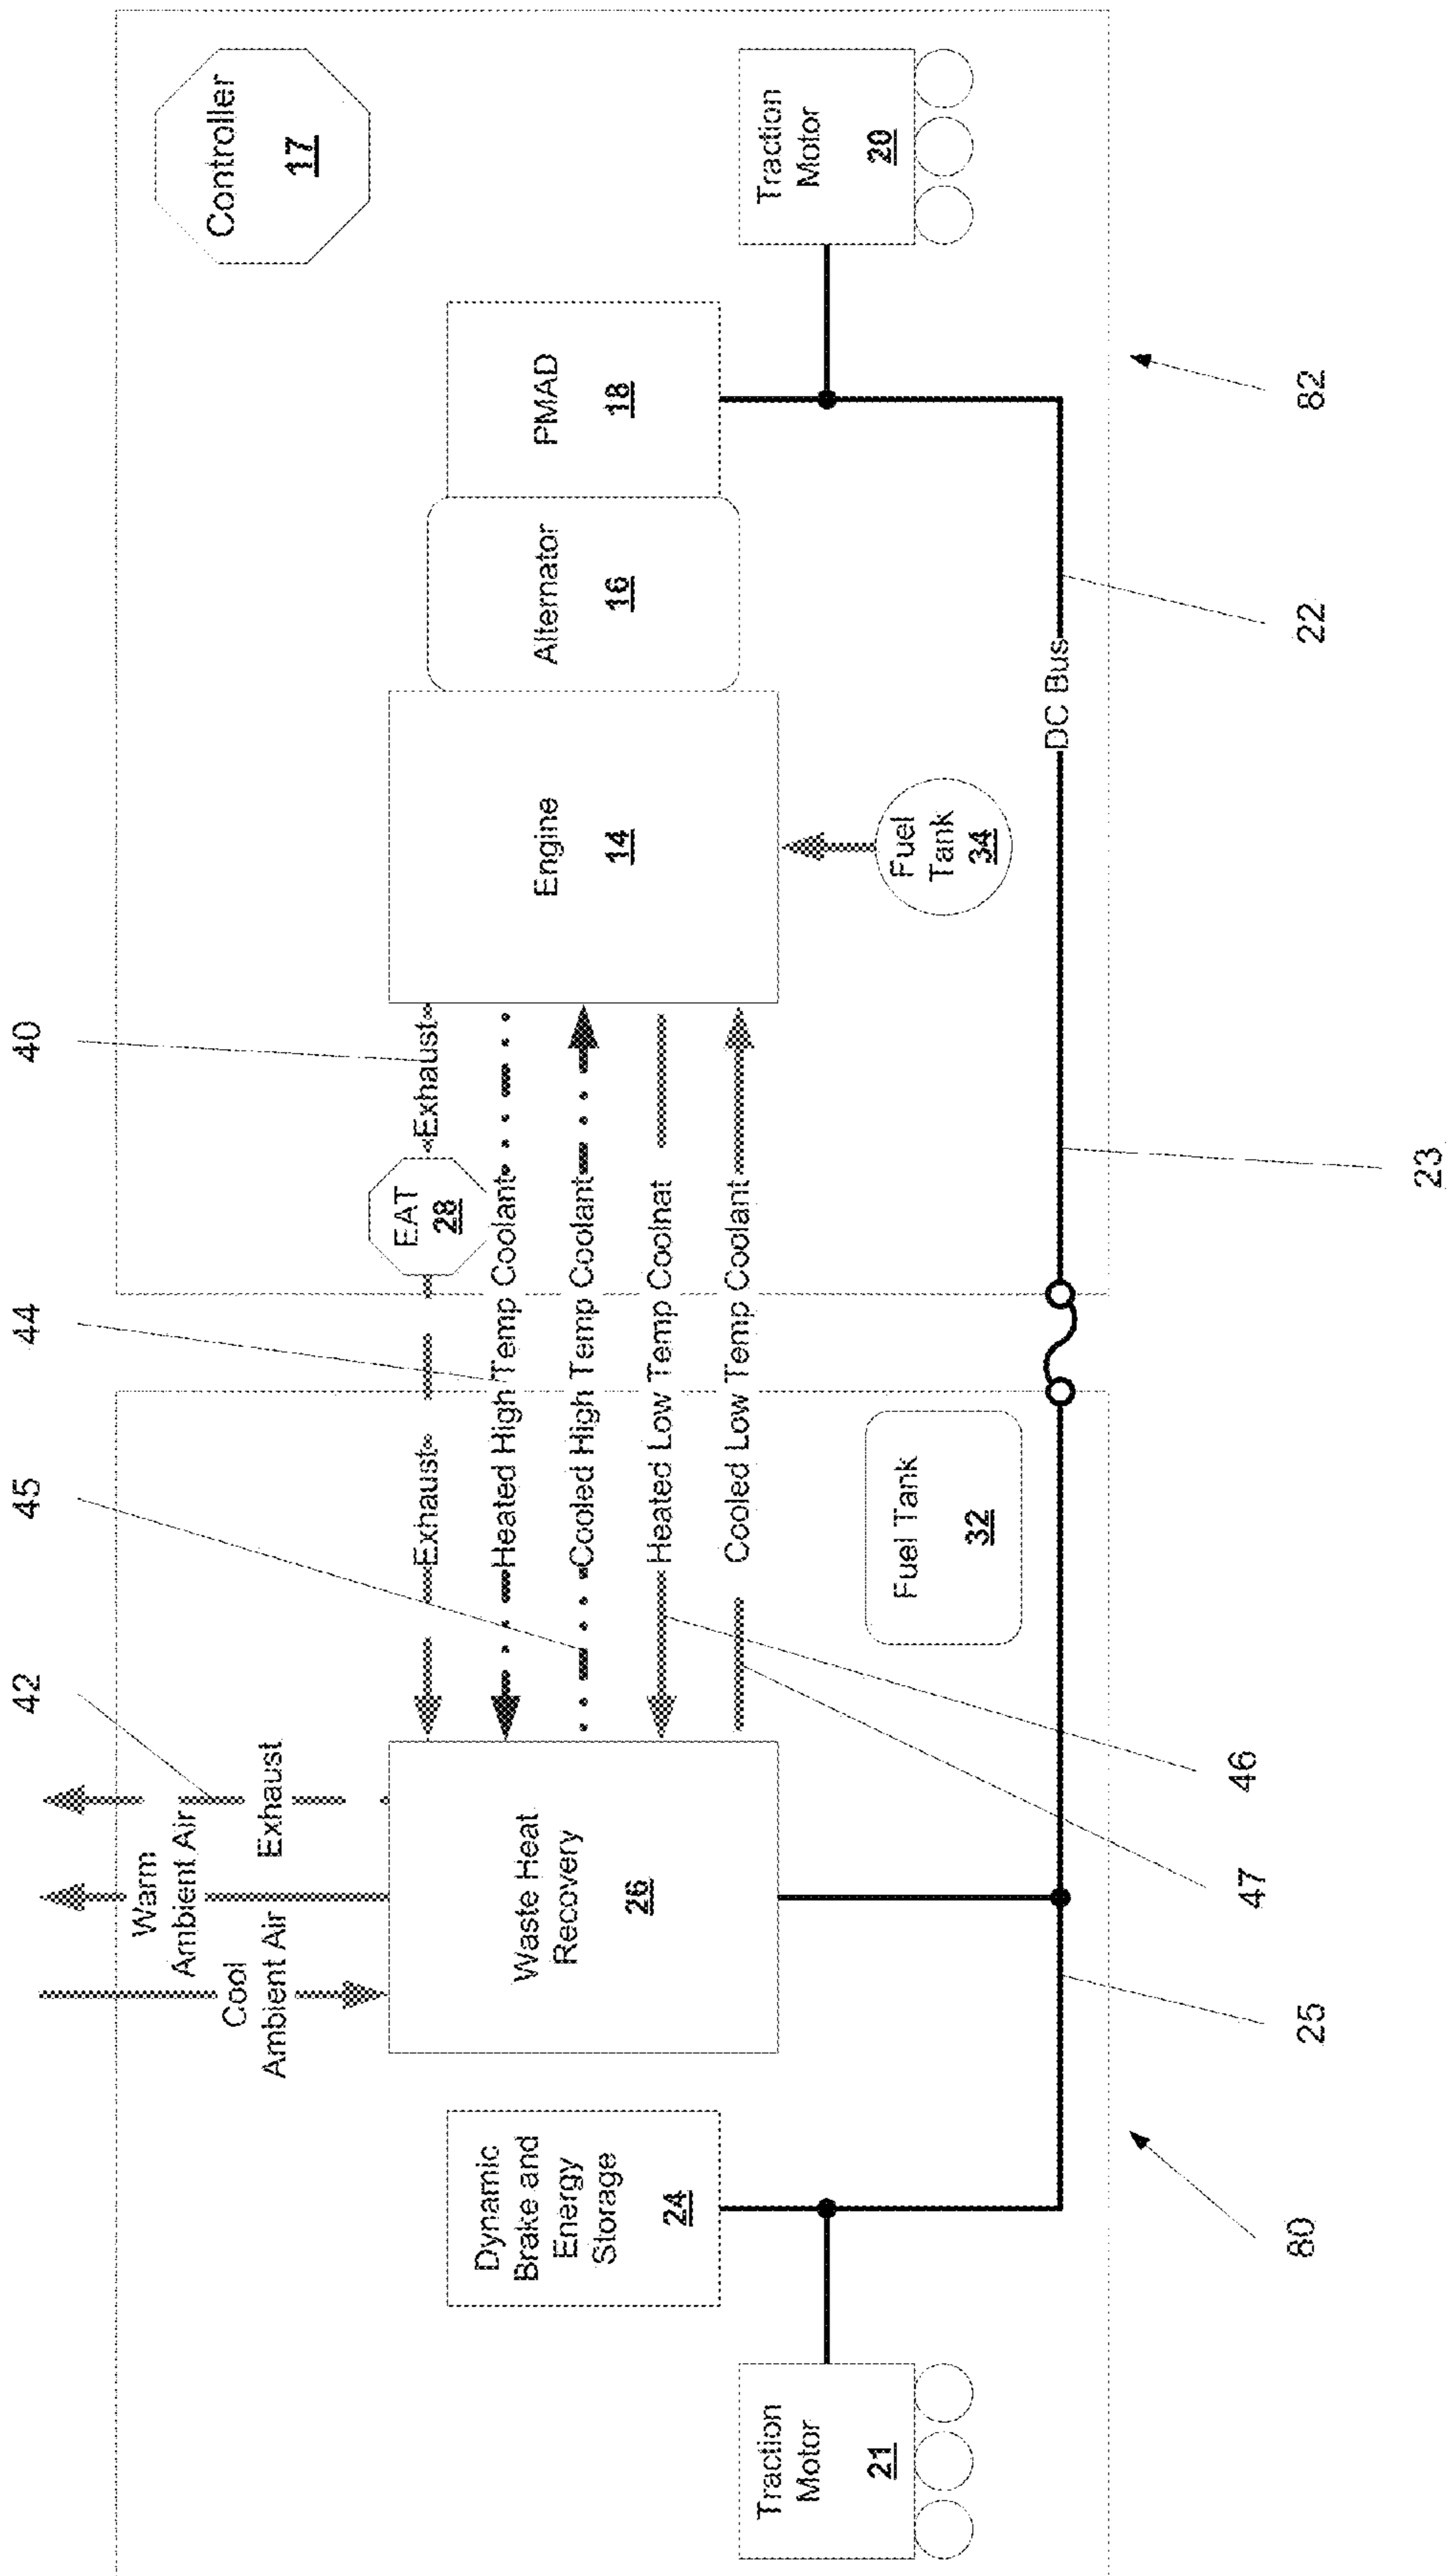 40
44
45
42
Warm
Ambient Air
Exhaust
Cool
Ambient Air
Dynamic
Brake and
Energy
Storage
24
Traction
Motor
21
Waste Heat
Recovery
26
Exhaust
Heated High Temp Coolant
Cooled High Temp Coolant
Heated Low Temp Coolnat
Cooled Low Temp Coolant
Fuel Tank
32
EAT
28
Exhaust
Engine
14
Fuel
Tank
34
Alternator
16
PMAD
18
Controller
17
Traction
Motor
20
DC Bus
80
25
47
46
23
22
82